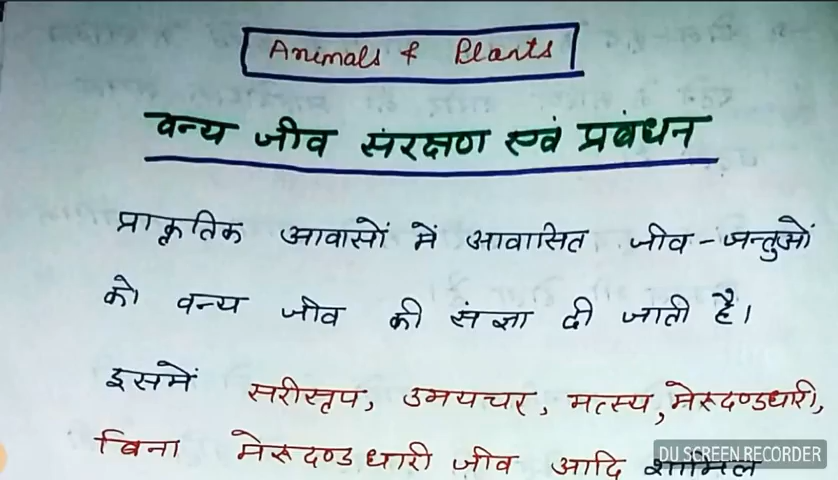 Animals & Plants
वन्य जीव संरक्षण एवं प्रबंधन
प्राकृतिक आवासों में आवासित जीव-जन्तुओं
को वन्य जीव की संज्ञा दी जाती है।
इसमें सरीसृप, उभयचर, मत्स्य, मेरुदण्डधारी,
बिना मेरुदण्डधारी जीव आदि शामिल
DU SCREEN RECORDER